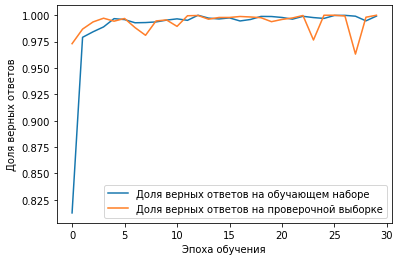 1.000
0.975
0.950
0.925
0.900
0.875
0.850
0.825
Доля верных ответов
Доля верных ответов на обучающем наборе
Доля верных ответов на проверочной выборке
0 5 10 15 20 25 30
Эпоха обучения